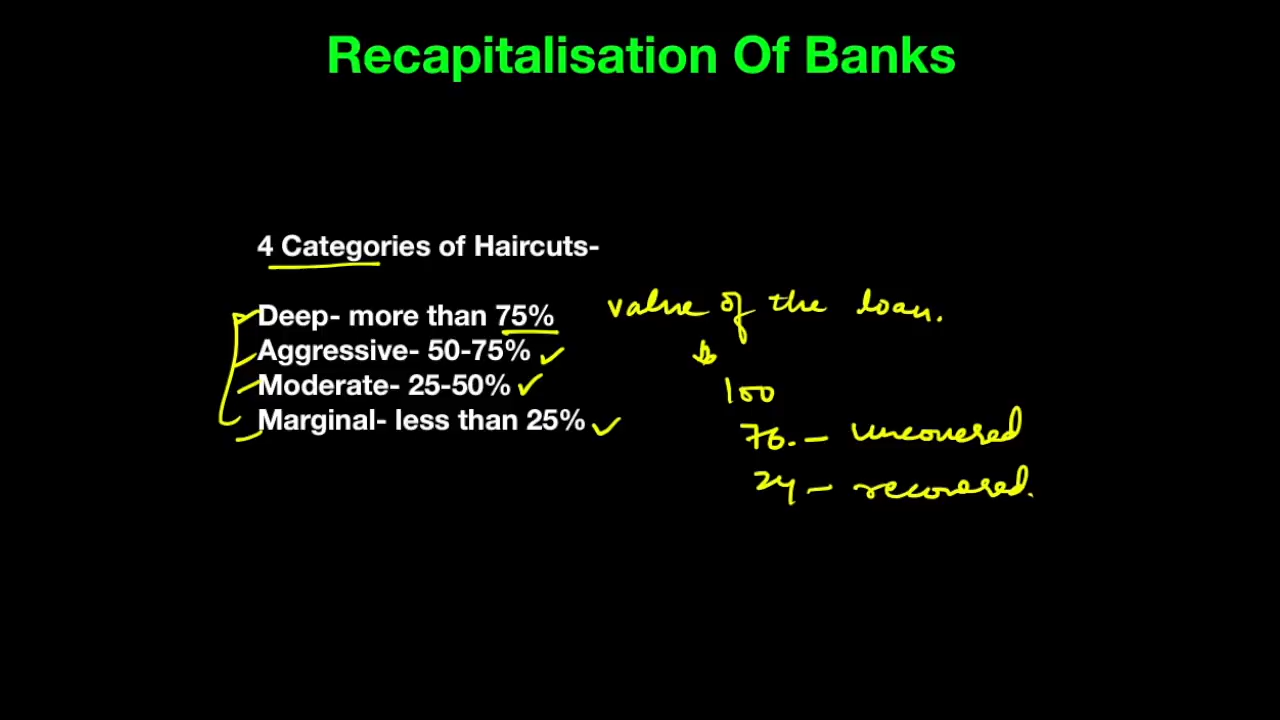 Recapitalisation Of Banks
4 Categories of Haircuts-
Deep- more than 75%
value of the loan.
Aggressive- 50-75%
Moderate- 25-50%
100
Marginal- less than 25%
76. - uncovered
24 - recovered.